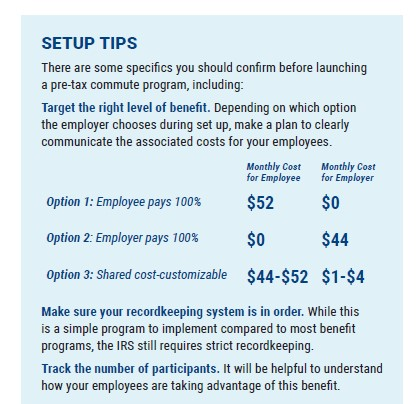 SETUP TIPS
There are some specifics you should confirm before launching
a pre-tax commute program, including:
Target the right level of benefit. Depending on which option
the employer chooses during set up, make a plan to clearly
communicate the associated costs for your employees.
Monthly Cost for Employee
Monthly Cost for Employer
Option 1: Employee pays 100% $52 $0
Option 2: Employer pays 100% $0 $44
Option 3: Shared cost-customizable $44-$52 $1-$4
Make sure your recordkeeping system is in order. While this
is a simple program to implement compared to most benefit
programs, the IRS still requires strict recordkeeping.
Track the number of participants. It will be helpful to understand
how your employees are taking advantage of this benefit.